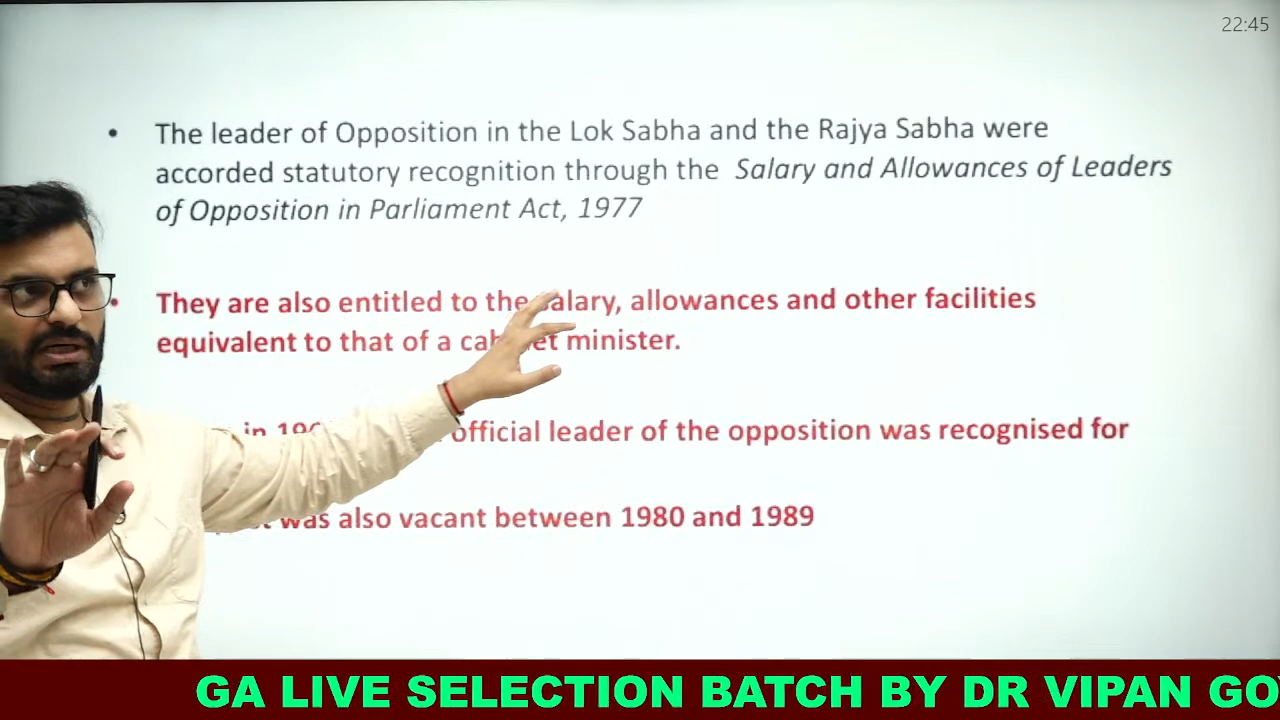 22:45
• The leader of Opposition in the Lok Sabha and the Rajya Sabha were
accorded statutory recognition through the Salary and Allowances of Leaders
of Opposition in Parliament Act, 1977
• They are also entitled to the salary, allowances and other facilities
equivalent to that of a cabinet minister.
in official leader of the opposition was recognised for
was also vacant between 1980 and 1989
GA LIVE SELECTION BATCH BY DR VIPAN GO